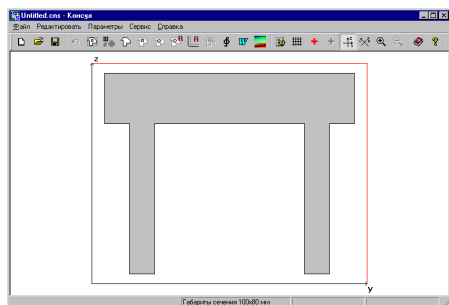 Untitled.cns - Консул
Файл Редактировать Параметры Сервис Справка
z
y
Габариты сечения 100x80 мм